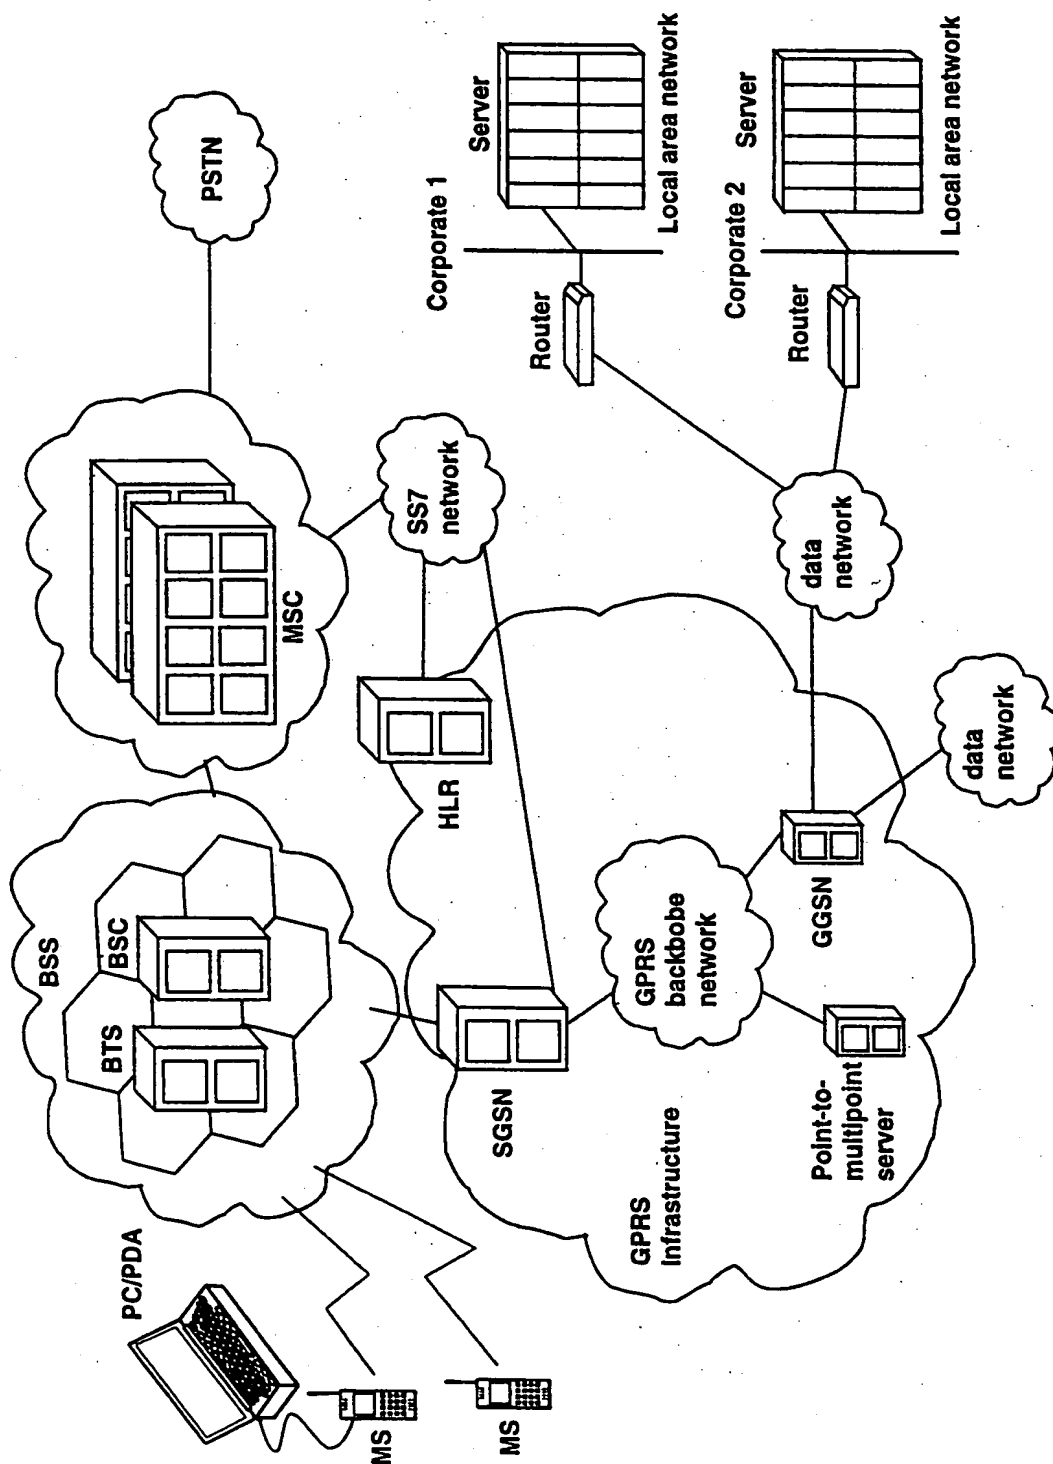 PC/PDA
MS
MS
BSS
BTS
BSC
MSC
PSTN
SS7
network
HLR
SGSN
GPRS
Infrastructure
GPRS
backbobe
network
Point-to-
multipoint
server
GGSN
data
network
data
network
Corporate 1
Router
Server
Local area network
Corporate 2
Router
Server
Local area network